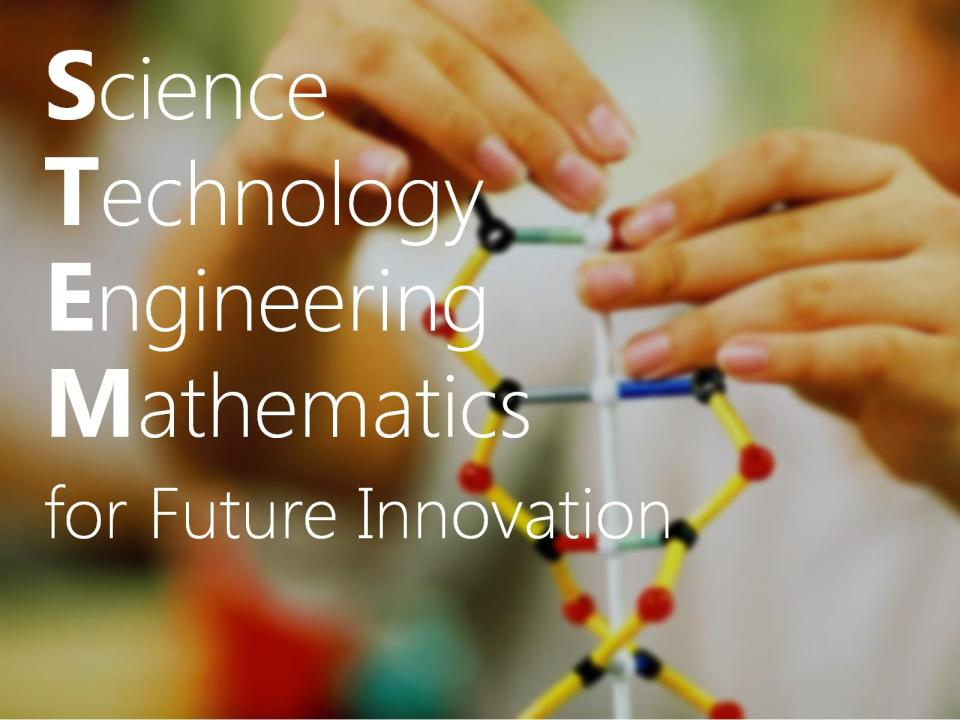 Science
Technology
Engineering
Mathematics
for Future Innovation